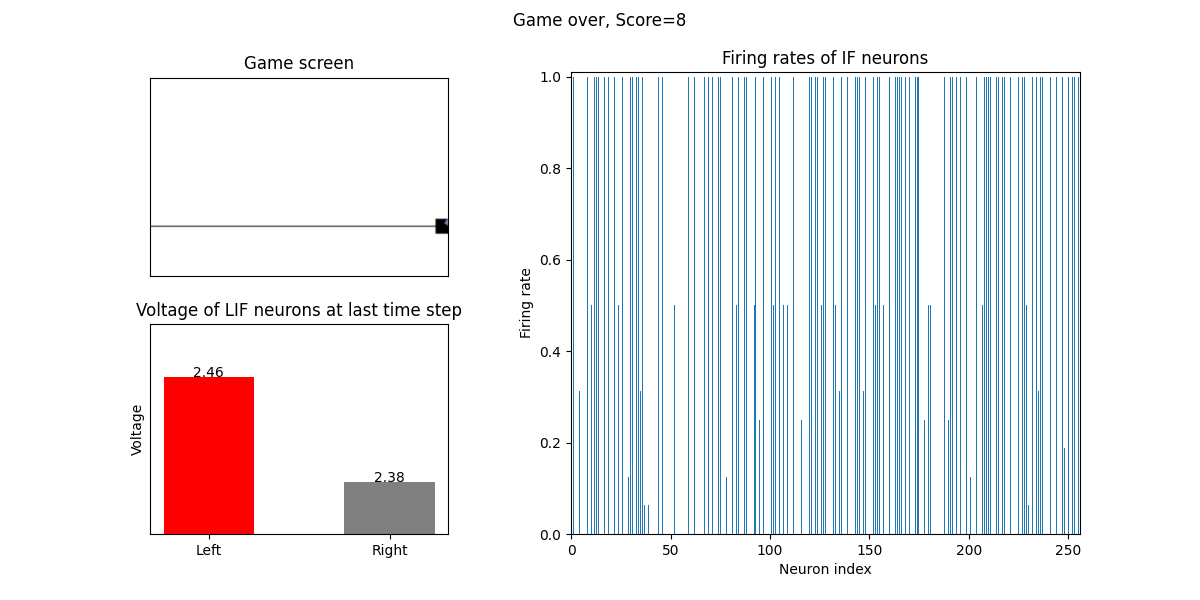 Game over, Score=8
Game screen
Voltage of LIF neurons at last time step
2.46
2.38
Voltage
Left
Right
Firing rates of IF neurons
1.0
0.8
0.6
0.4
0.2
0.0
Firing rate
0
50
100
150
200
250
Neuron index